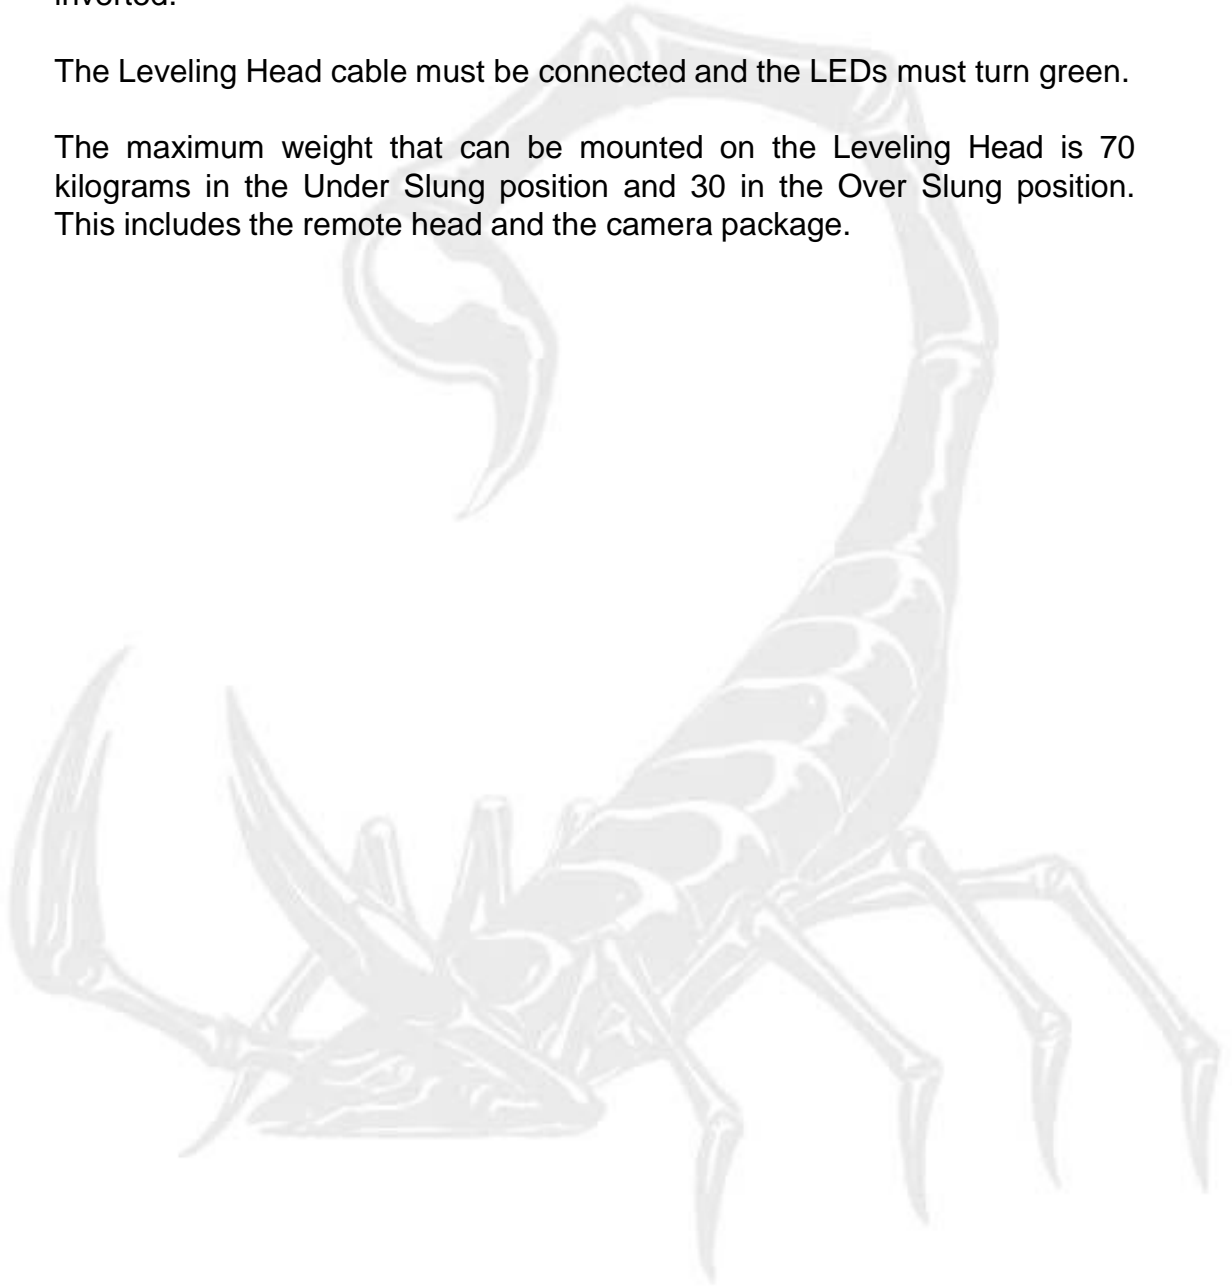 inverted.
The Leveling Head cable must be connected and the LEDs must turn green.
The maximum weight that can be mounted on the Leveling Head is 70
kilograms in the Under Slung position and 30 in the Over Slung position.
This includes the remote head and the camera package.